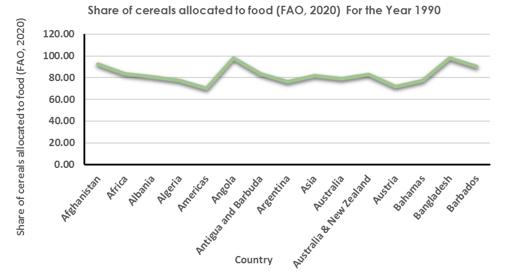 Share of cereals allocated to food (FAO, 2020) For the Year 1990
Share of cereals allocated to food (FAO, 2020)
120.00
100.00
80.00
60.00
40.00
20.00
0.00
Afghanistan
Africa
Albania
Algeria
Americas
Angola
Antigua and Barbuda
Argentina
Asia
Australia
Australia & New Zealand
Austria
Bahamas
Bangladesh
Barbados
Country